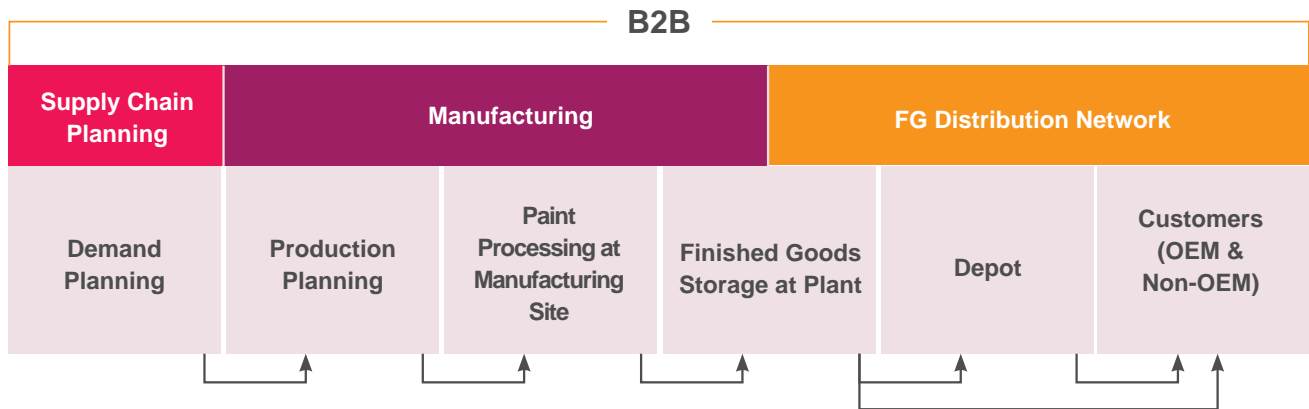 B2B
Supply Chain
Planning
Manufacturing
FG Distribution Network
Demand
Planning
Production
Planning
Paint
Processing at
Manufacturing
Site
Finished Goods
Storage at Plant
Depot
Customers
(OEM &
Non-OEM)